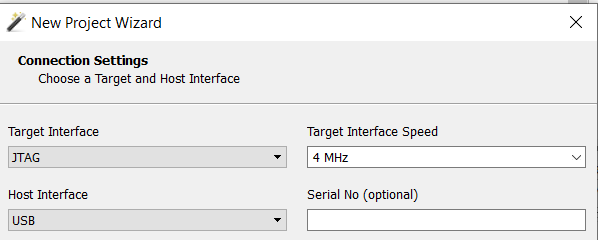 New Project Wizard
Connection Settings
Choose a Target and Host Interface
Target Interface
Target Interface Speed
JTAG
4 MHz
Host Interface
Serial No (optional)
USB